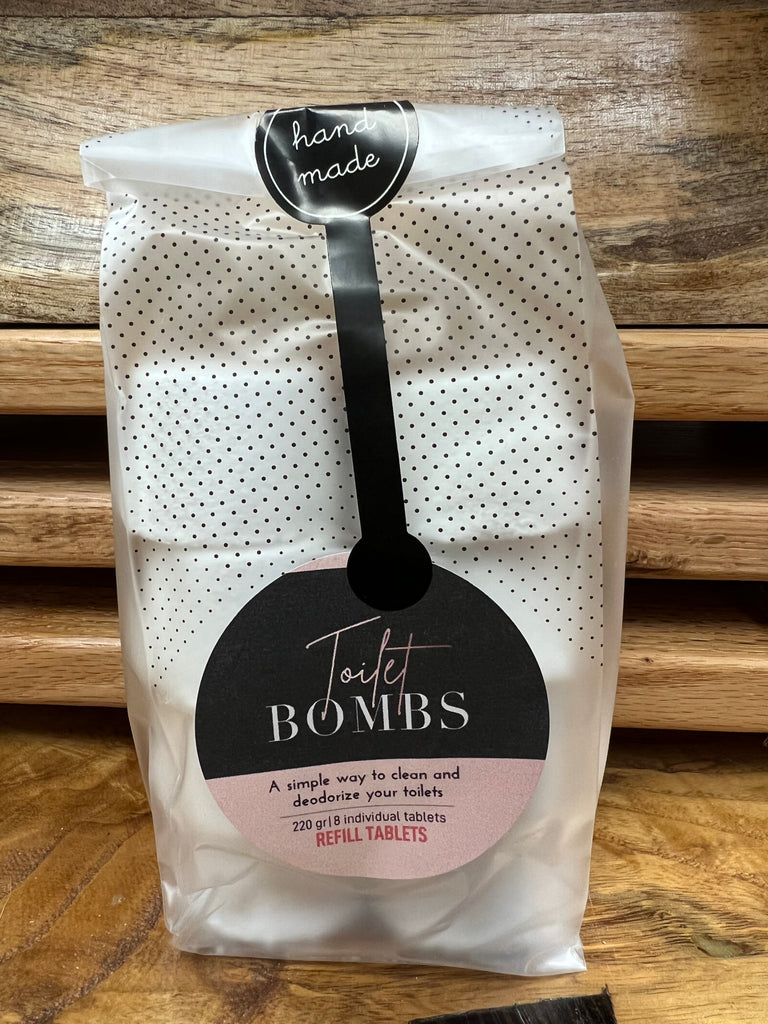 hand
made
Toilet
BOMBS
A simple way to clean and
deodorize your toilets
220 gr|8 individual tablets
REFILL TABLETS